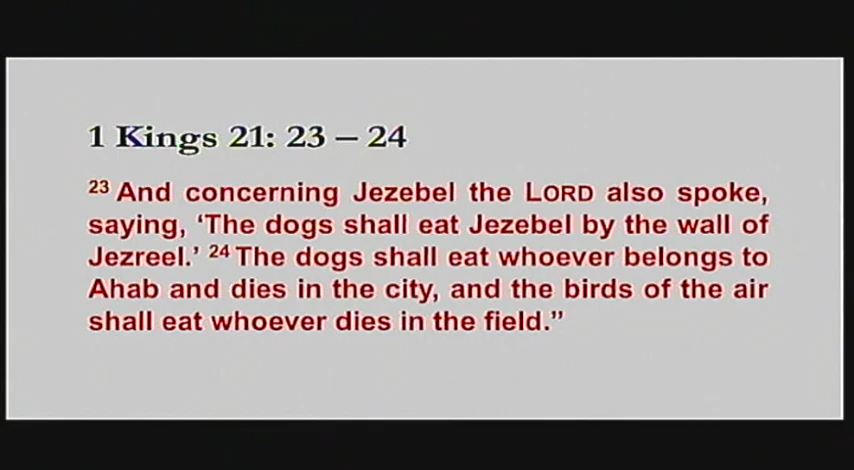 1 Kings 21: 23 – 24
23 And concerning Jezebel the LORD also spoke,
saying, ‘The dogs shall eat Jezebel by the wall of
Jezreel.’ 24 The dogs shall eat whoever belongs to
Ahab and dies in the city, and the birds of the air
shall eat whoever dies in the field.”